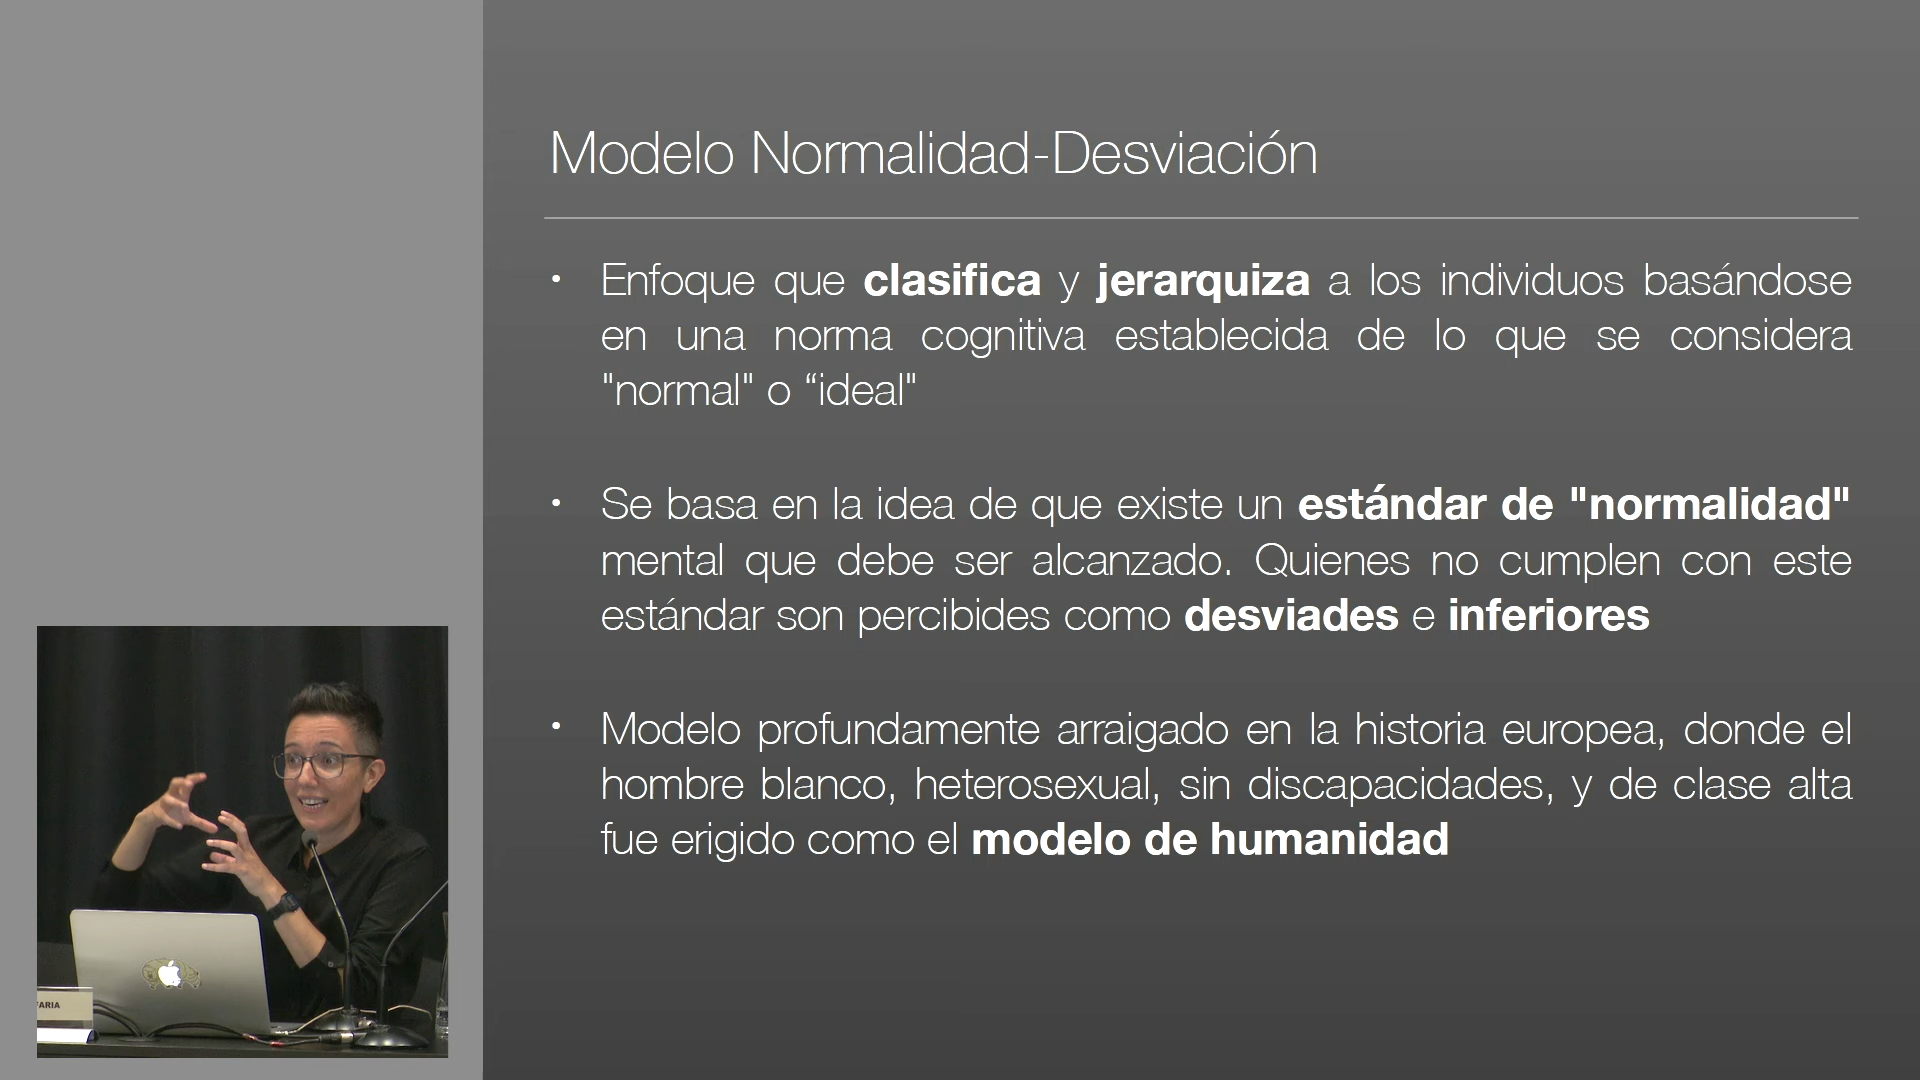 Modelo Normalidad-Desviación
• Enfoque que clasifica y jerarquiza a los individuos basándose
en una norma cognitiva establecida de lo que se considera
"normal" o “ideal"
• Se basa en la idea de que existe un estándar de "normalidad"
mental que debe ser alcanzado. Quienes no cumplen con este
estándar son percibides como desviades e inferiores
• Modelo profundamente arraigado en la historia europea, donde el
hombre blanco, heterosexual, sin discapacidades, y de clase alta
fue erigido como el modelo de humanidad
FARIA